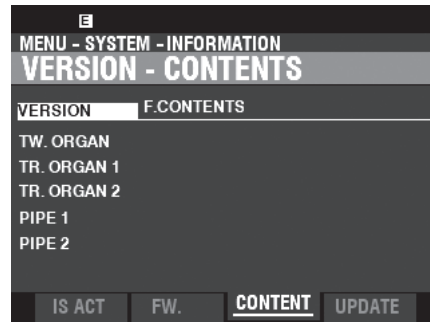 E
MENU - SYSTEM -INFORMATION
VERSION - CONTENTS
VERSION F.CONTENTS
TW. ORGAN
TR. ORGAN 1
TR. ORGAN 2
PIPE 1
PIPE 2
IS ACT FW. CONTENT UPDATE